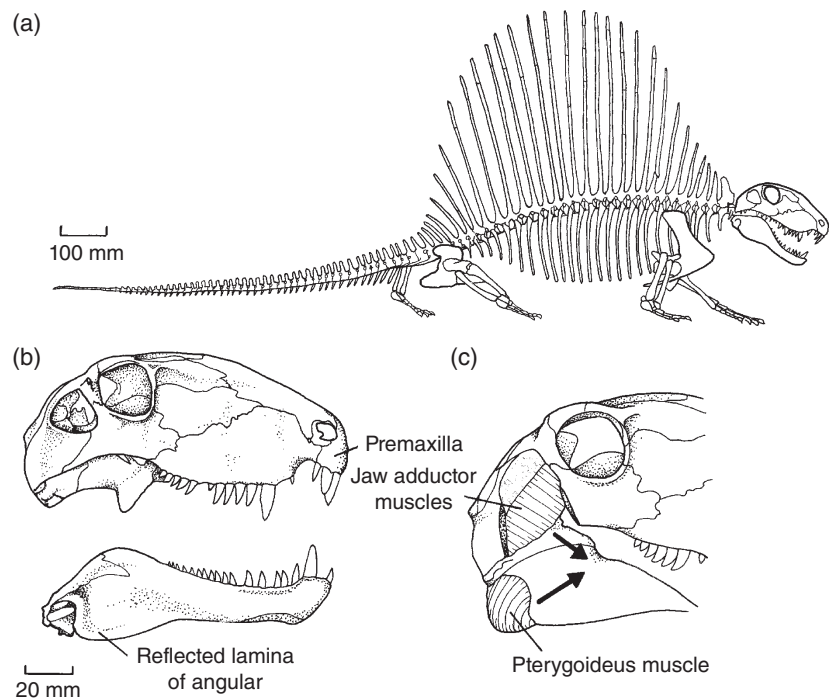 (a)
100 mm
(b)
(c)
Premaxilla
Jaw adductor
muscles
Reflected lamina
of angular
20 mm
Pterygoideus muscle